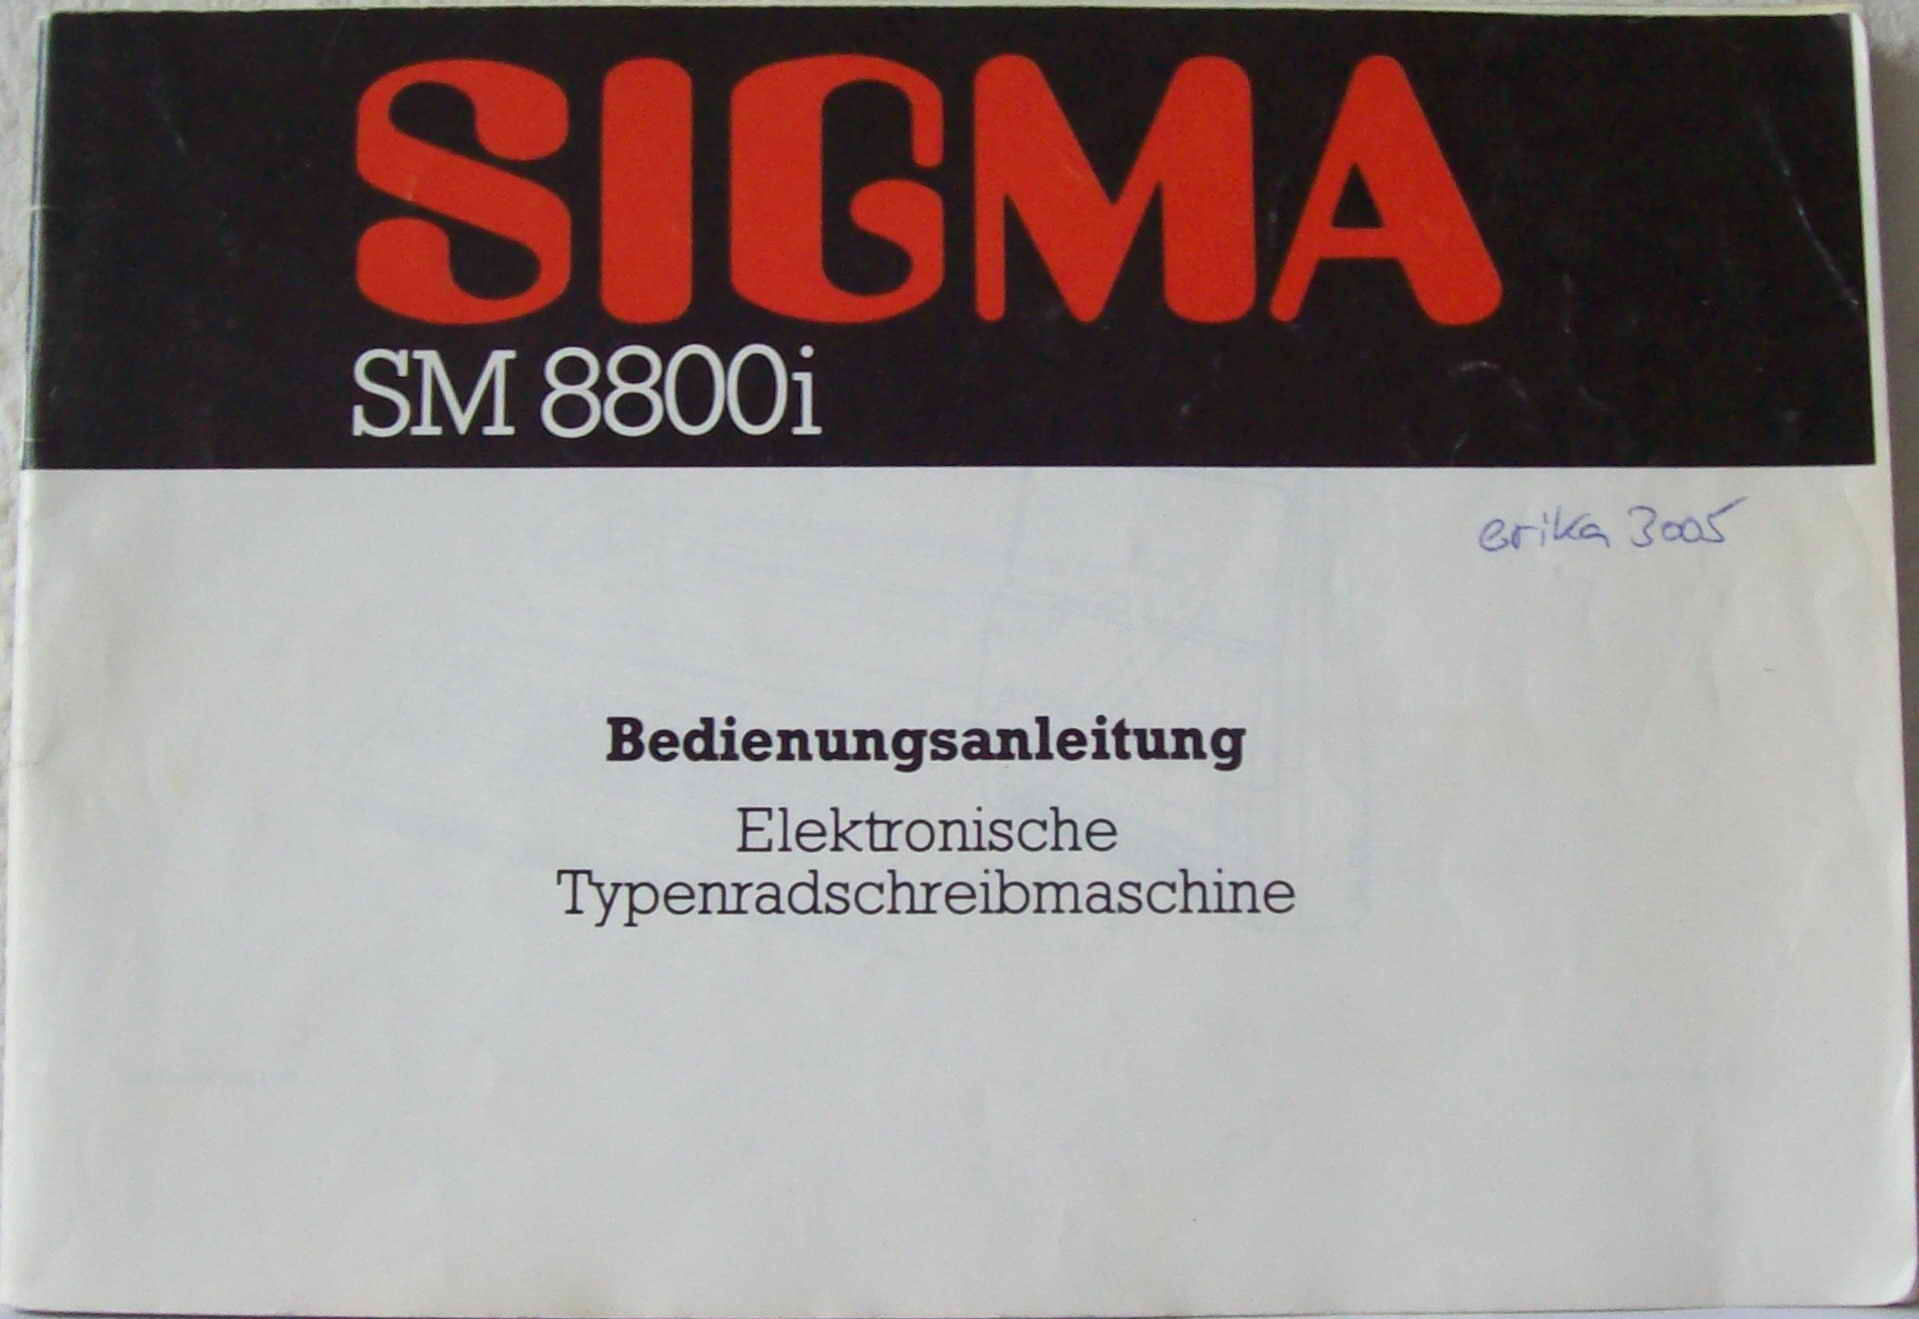 SIGMA
SM 8800i
erika 3005
Bedienungsanleitung
Elektronische
Typenradschreibmaschine